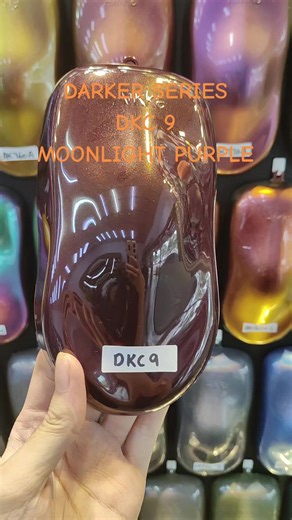 DARKER SERIES
DKC 9
MOONLIGHT PURPLE
DKC9